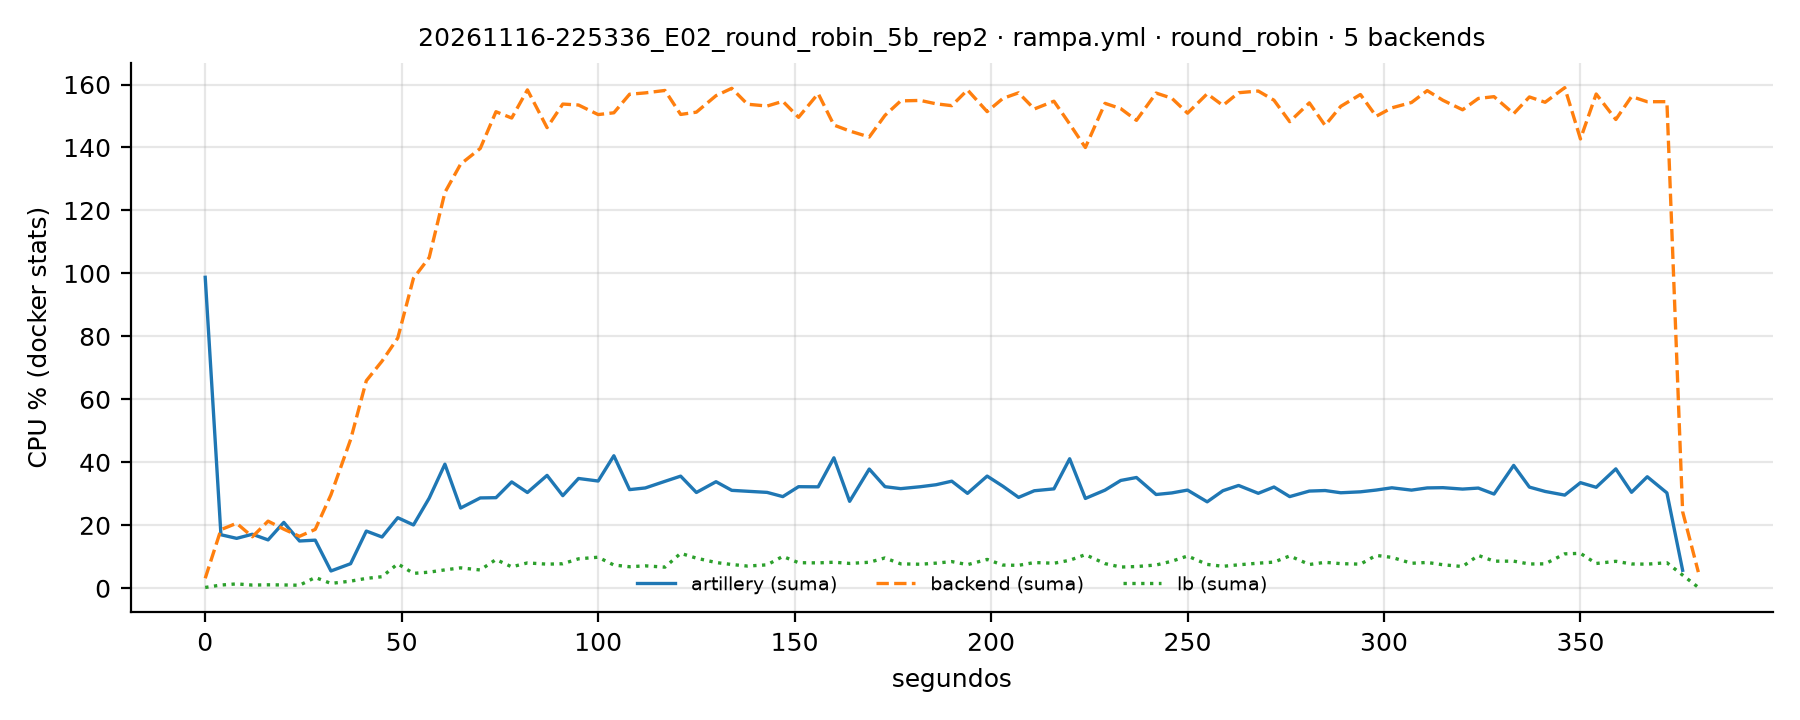 20261116-225336_E02_round_robin_5b_rep2 · rampa.yml · round_robin · 5 backends
CPU % (docker stats)
160
140
120
100
80
60
40
20
0
artillery (suma) backend (suma) lb (suma)
0 50 100 150 200 250 300 350
segundos